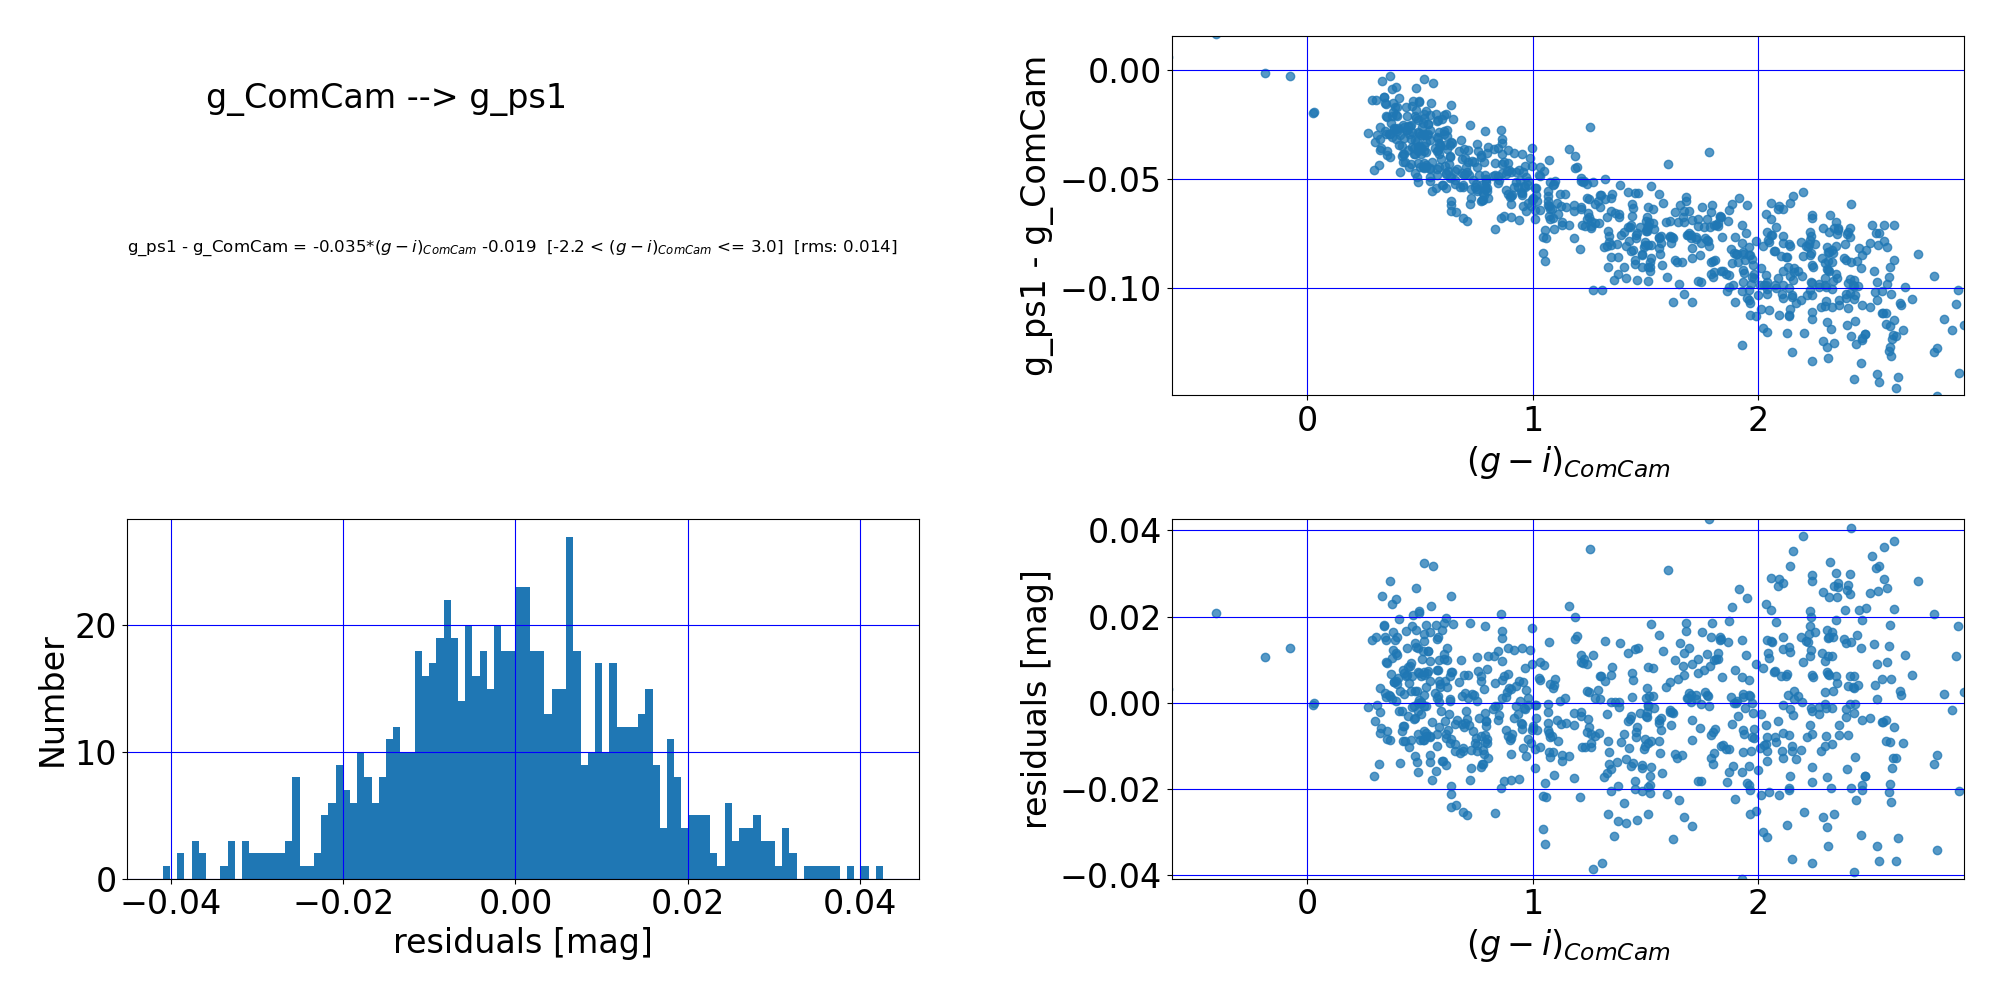 g_ComCam --> g_ps1
g_ps1 - g_ComCam = -0.035*(g − i)ComCam -0.019 [-2.2 < (g − i)ComCam <= 3.0] [rms: 0.014]
g_ps1 - g_ComCam
0.00
−0.05
−0.10
0 1 2
(g − i)ComCam
Number
20
10
0
−0.04 −0.02 0.00 0.02 0.04
residuals [mag]
residuals [mag]
0.04
0.02
0.00
−0.02
−0.04
0 1 2
(g − i)ComCam